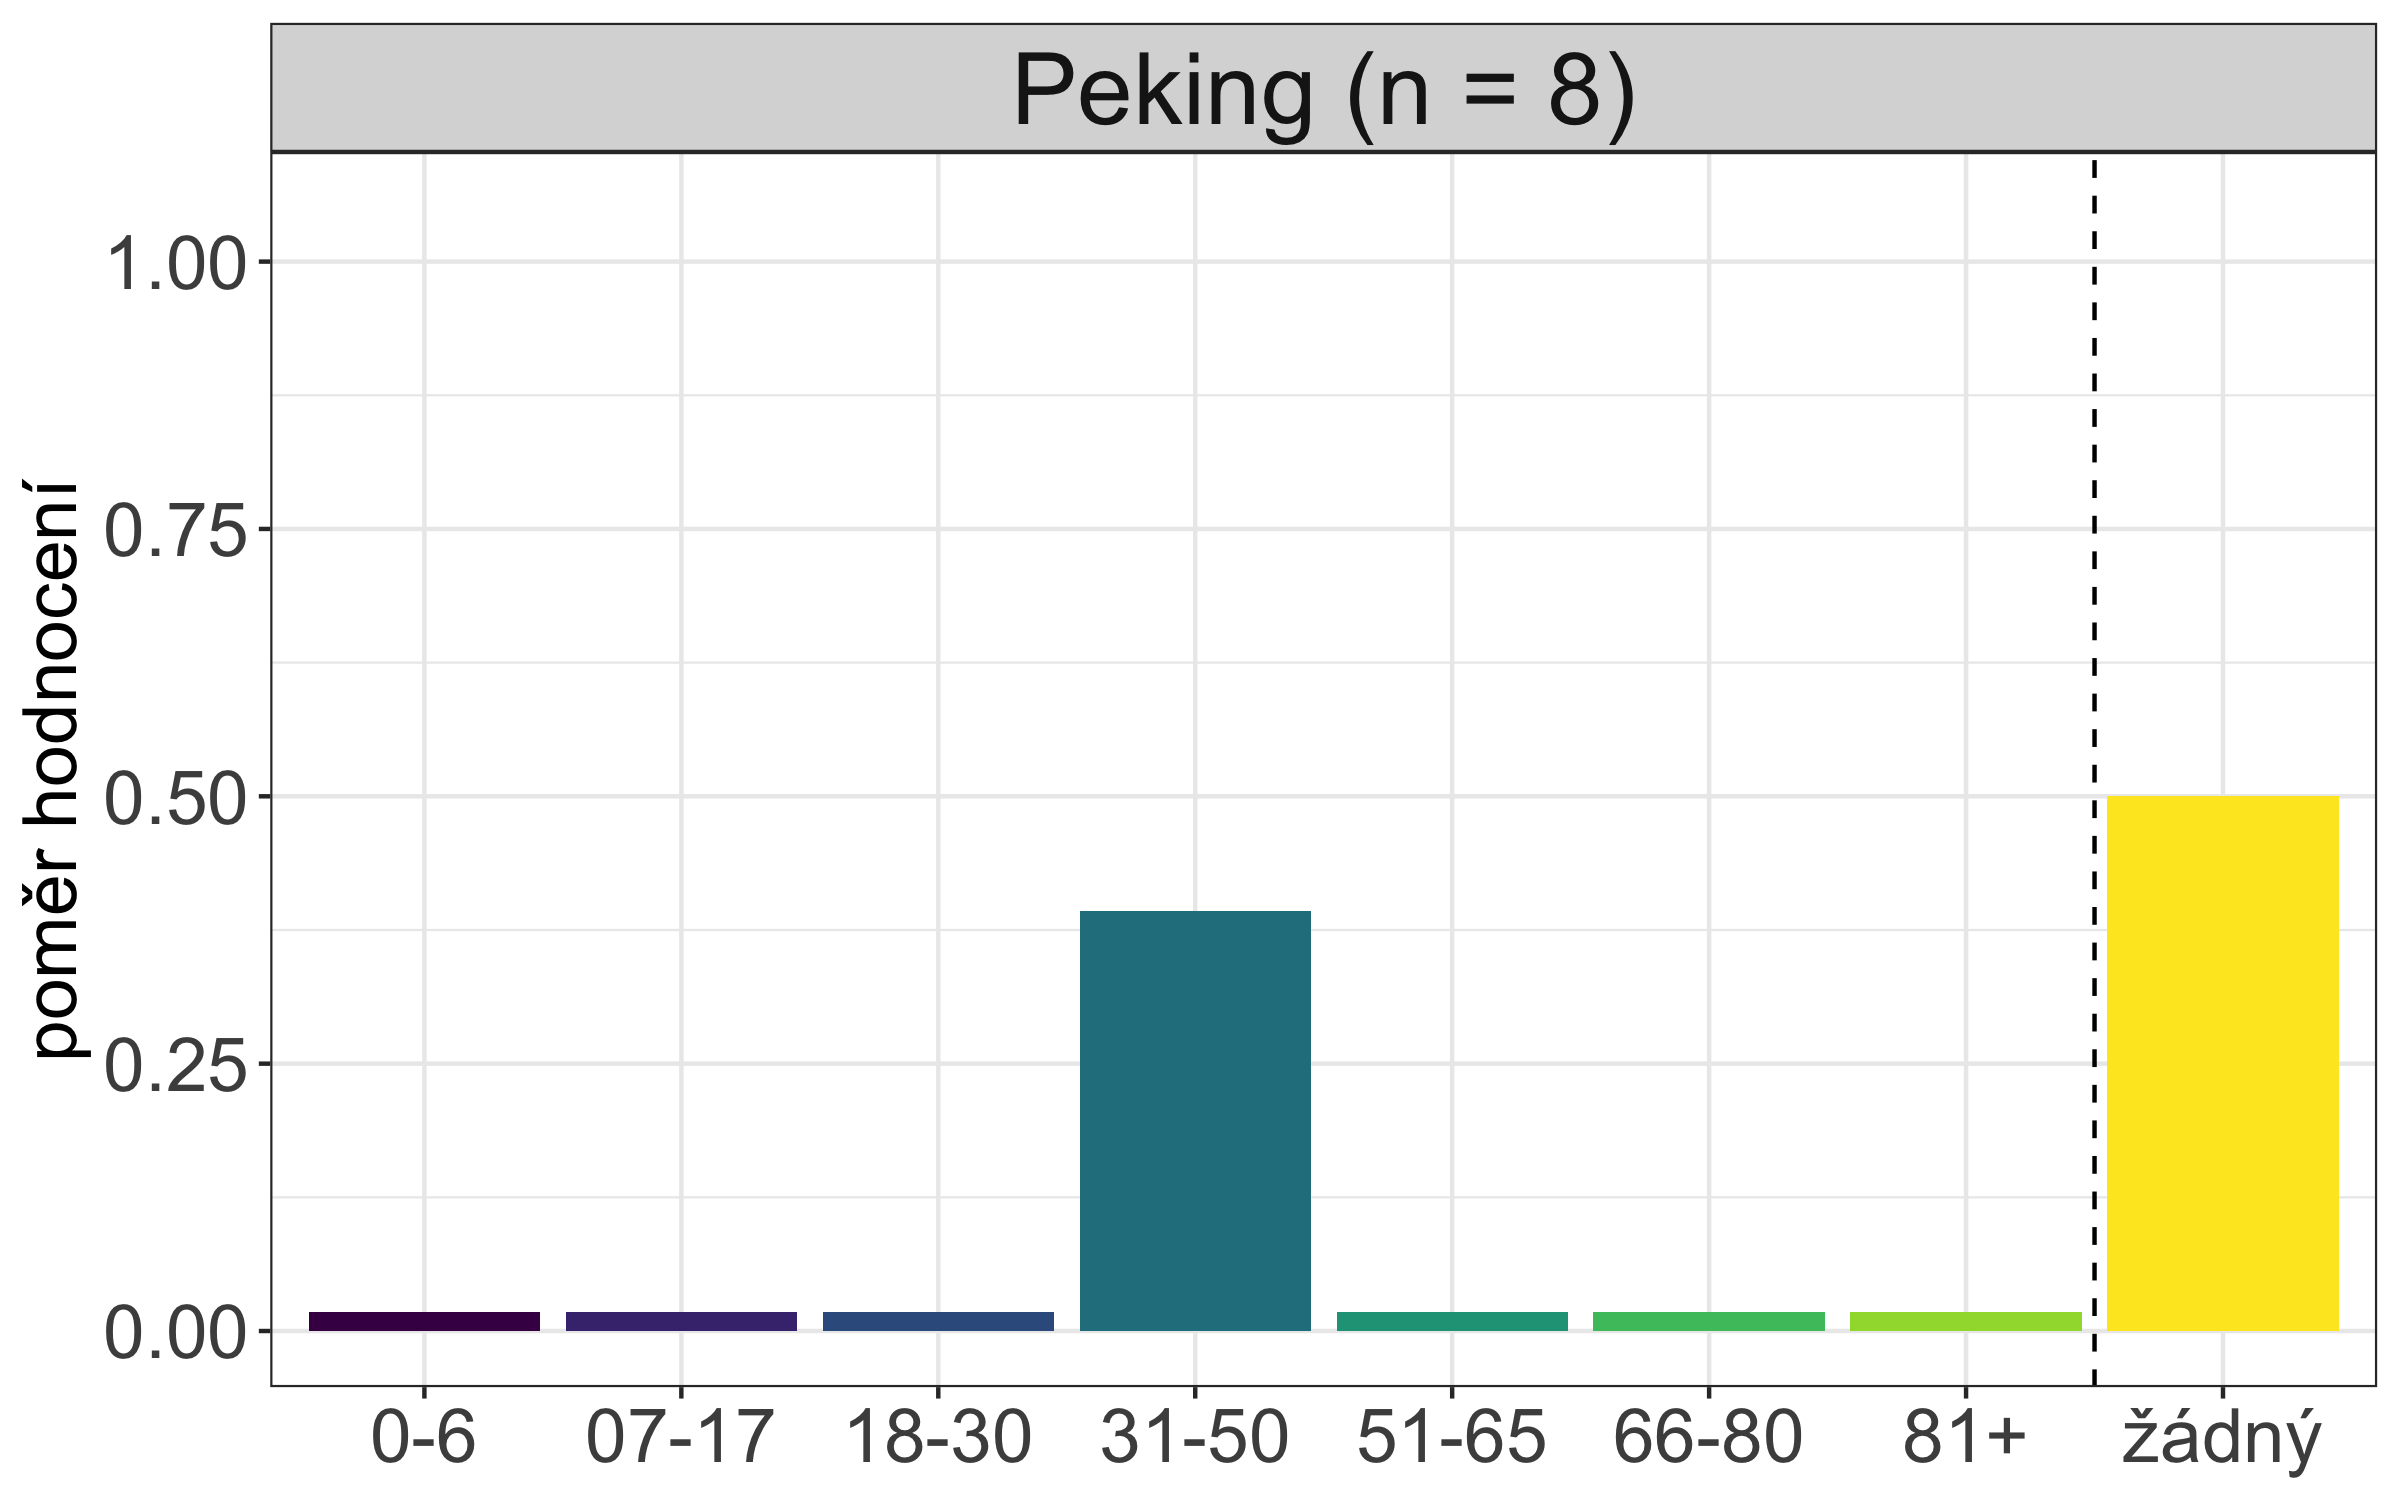 Peking (n = 8)
poměr hodnocení
1.00
0.75
0.50
0.25
0.00
0-6 07-17 18-30 31-50 51-65 66-80 81+ žádný